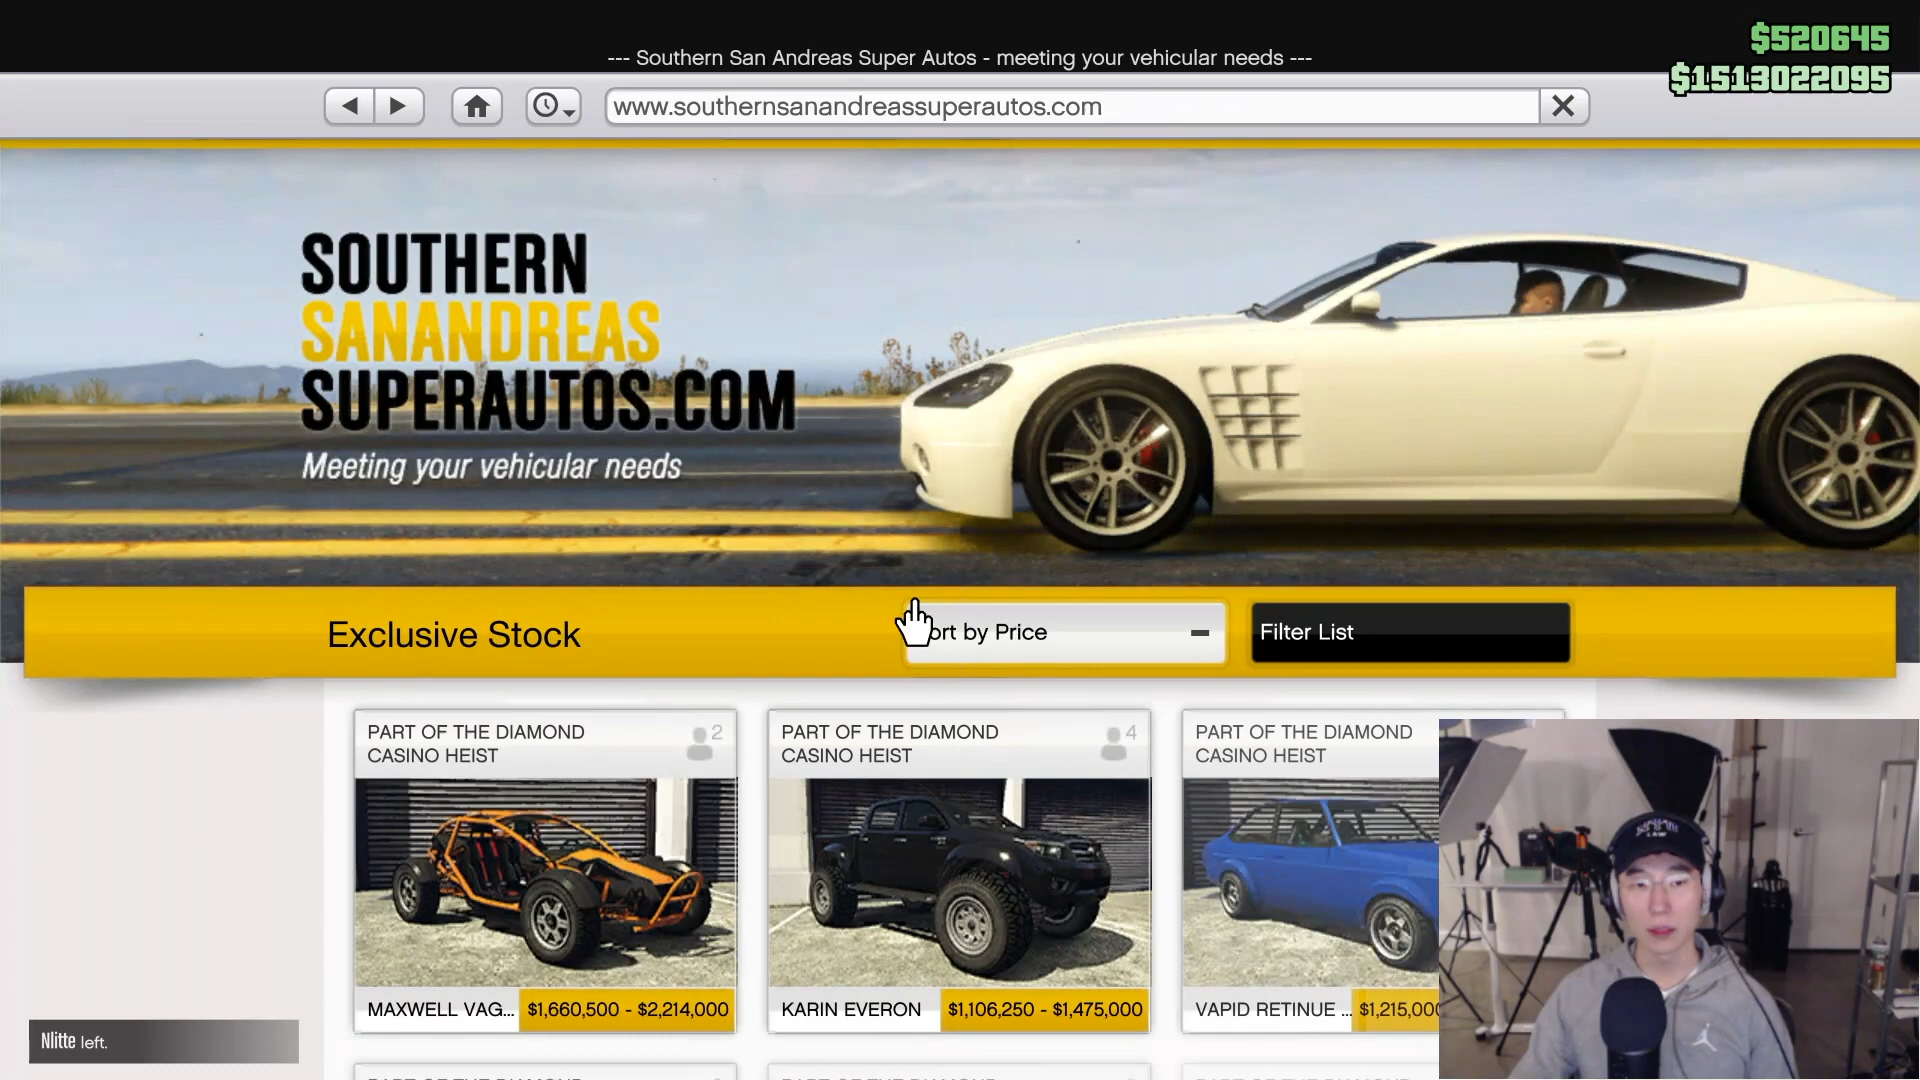 --- Southern San Andreas Super Autos - meeting your vehicular needs ---
$520645
$1513022095
www.southernsanandreassuperautos.com
SOUTHERN
SANANDREAS
SUPERAUTOS.COM
Meeting your vehicular needs
Exclusive Stock
ort by Price
Filter List
PART OF THE DIAMOND
CASINO HEIST
2
PART OF THE DIAMOND
CASINO HEIST
4
PART OF THE DIAMOND
CASINO HEIST
MAXWELL VAG... $1,660,500 - $2,214,000
KARIN EVERON $1,106,250 - $1,475,000
VAPID RETINUE ... $1,215,000
Nlitte left.